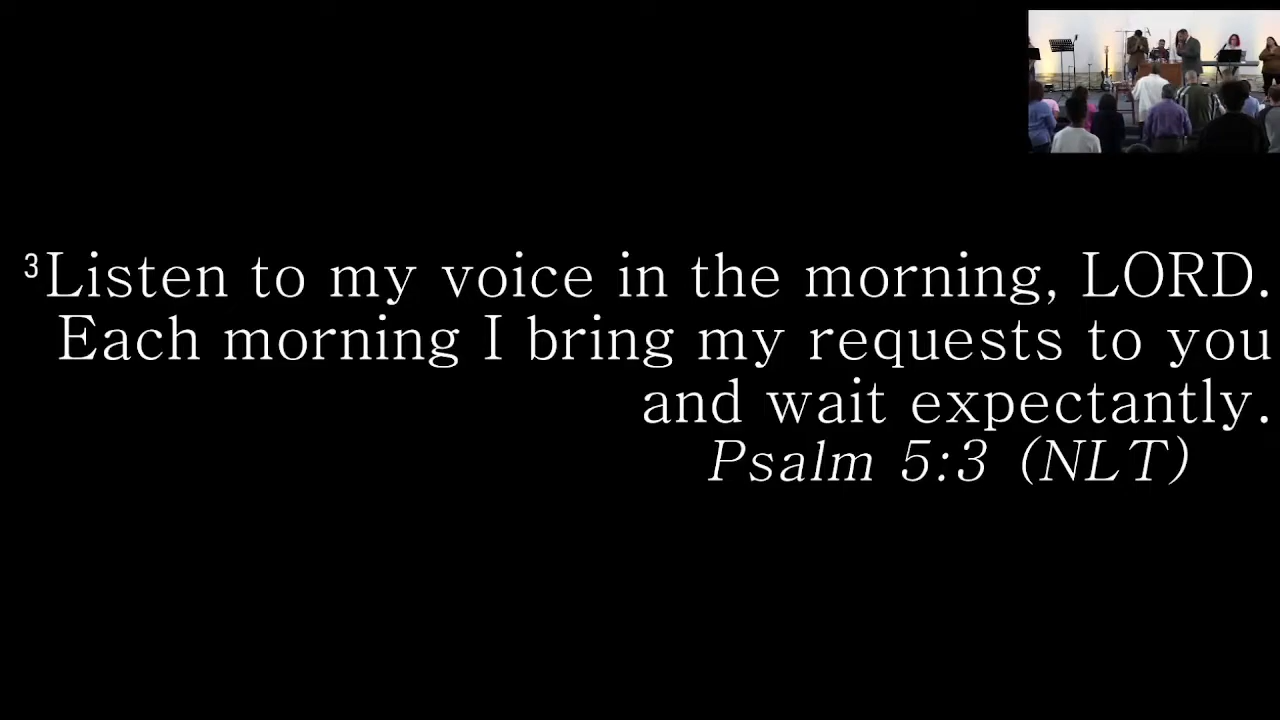 ³Listen to my voice in the morning, LORD.
Each morning I bring my requests to you
and wait expectantly.
Psalm 5:3 (NLT)